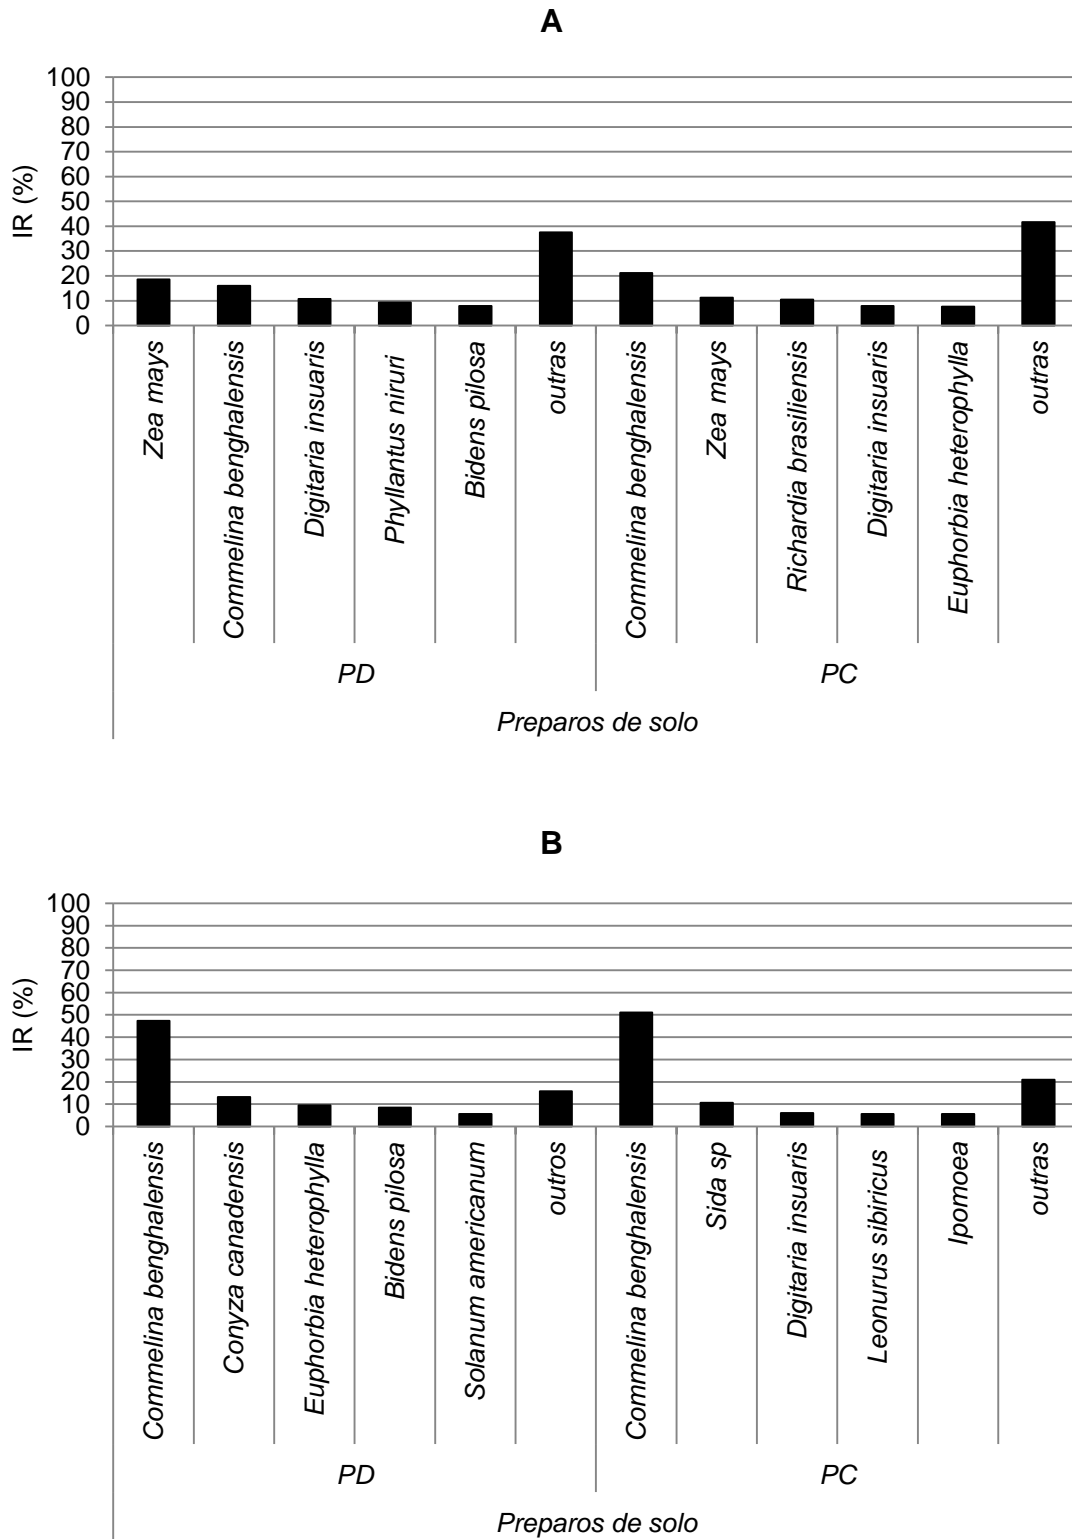 A
IR (%)
100
90
80
70
60
50
40
30
20
10
0
Zea mays
Commelina benghalensis
Digitaria insuaris
Phyllantus niruri
Bidens pilosa
outras
Commelina benghalensis
Zea mays
Richardia brasiliensis
Digitaria insuaris
Euphorbia heterophylla
outras
PD
PC
Preparos de solo
B
IR (%)
100
90
80
70
60
50
40
30
20
10
0
Commelina benghalensis
Conyza canadensis
Euphorbia heterophylla
Bidens pilosa
Solanum americanum
outros
Commelina benghalensis
Sida sp
Digitaria insuaris
Leonurus sibiricus
Ipomoea
outras
PD
PC
Preparos de solo